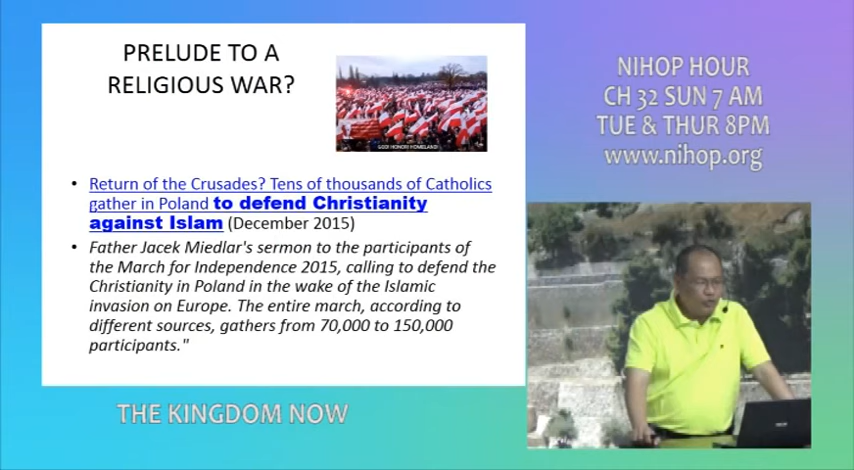 PRELUDE TO A
RELIGIOUS WAR?
GOD! HONOR! HOMELAND!
• Return of the Crusades? Tens of thousands of Catholics
gather in Poland to defend Christianity
against Islam (December 2015)
• Father Jacek Miedlar's sermon to the participants of
the March for Independence 2015, calling to defend the
Christianity in Poland in the wake of the Islamic
invasion on Europe. The entire march, according to
different sources, gathers from 70,000 to 150,000
participants."
THE KINGDOM NOW
NIHOP HOUR
CH 32 SUN 7 AM
TUE & THUR 8PM
www.nihop.org
acer